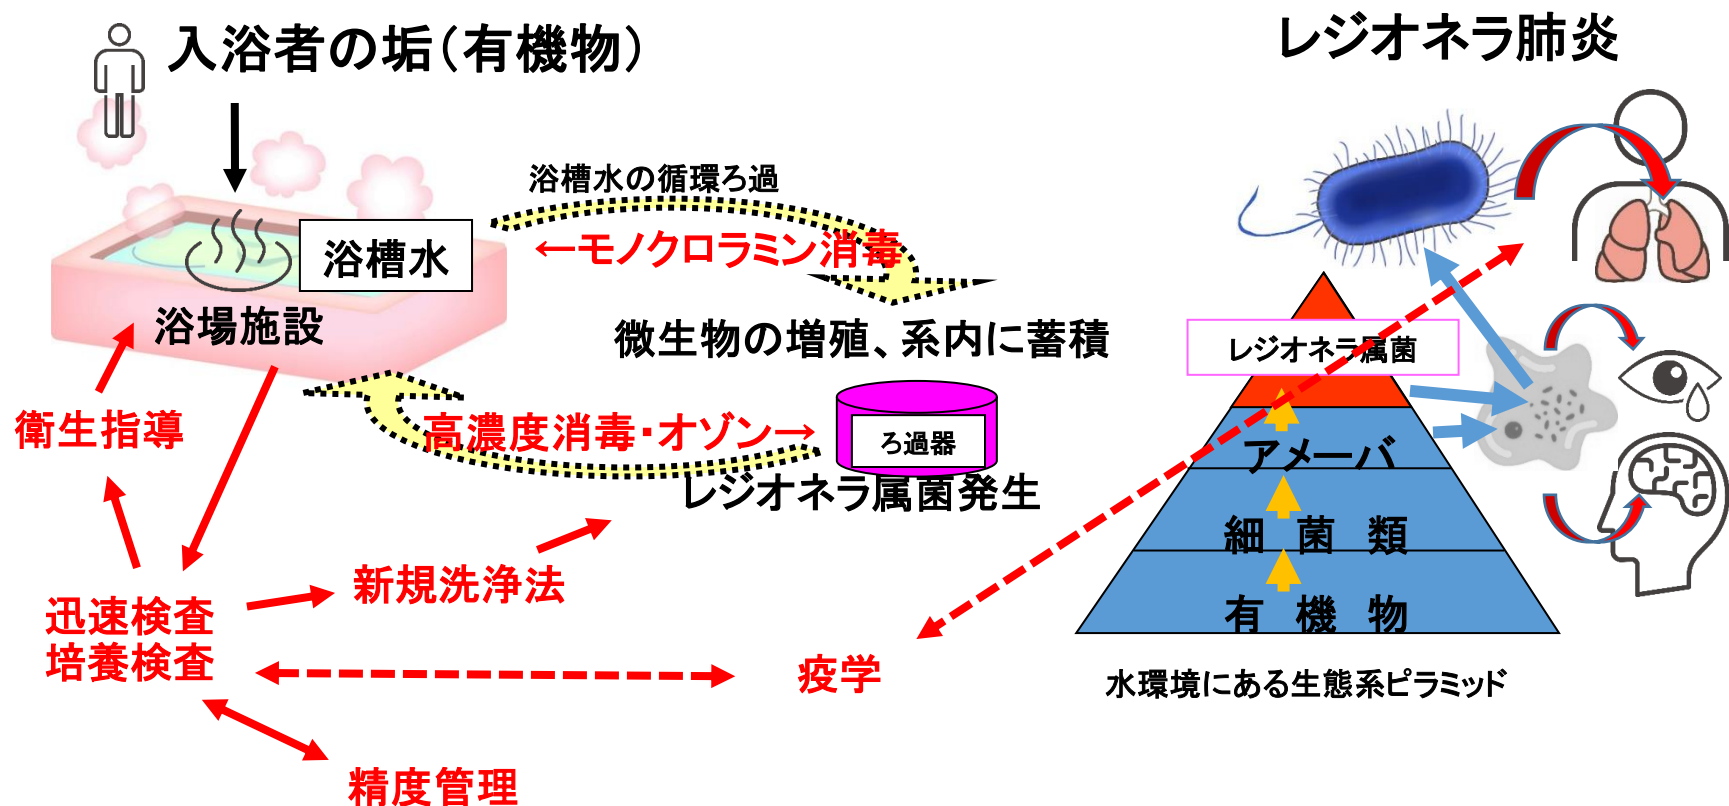 入浴者の垢(有機物)
レジオネラ肺炎
浴槽水の循環ろ過
←モノクロラミン消毒
浴槽水
浴場施設
微生物の増殖、系内に蓄積
レジオネラ属菌
衛生指導
高濃度消毒・オゾン→
ろ過器
アメーバ
レジオネラ属菌発生
細菌類
新規洗浄法
有機物
迅速検査
培養検査
疫学
水環境にある生態系ピラミッド
精度管理